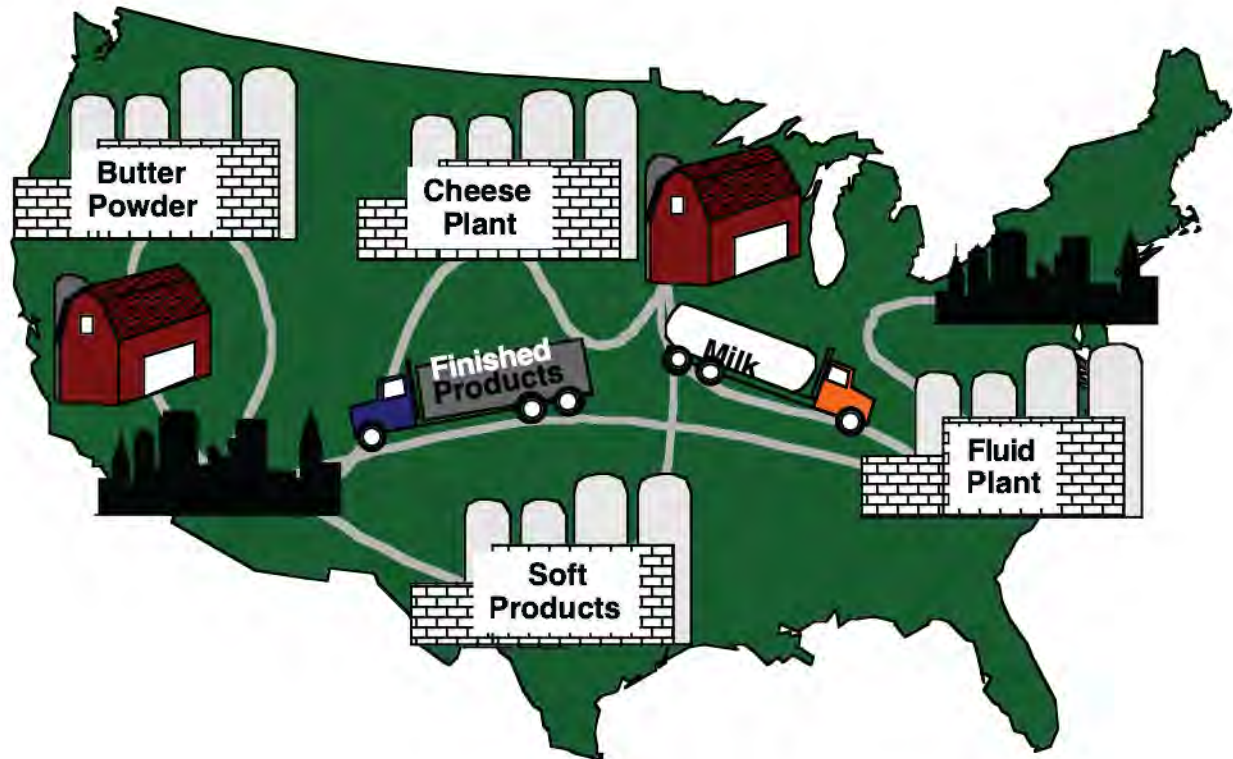 Butter
Powder
Cheese
Plant
Finished
Products
Milk
Fluid
Plant
Soft
Products